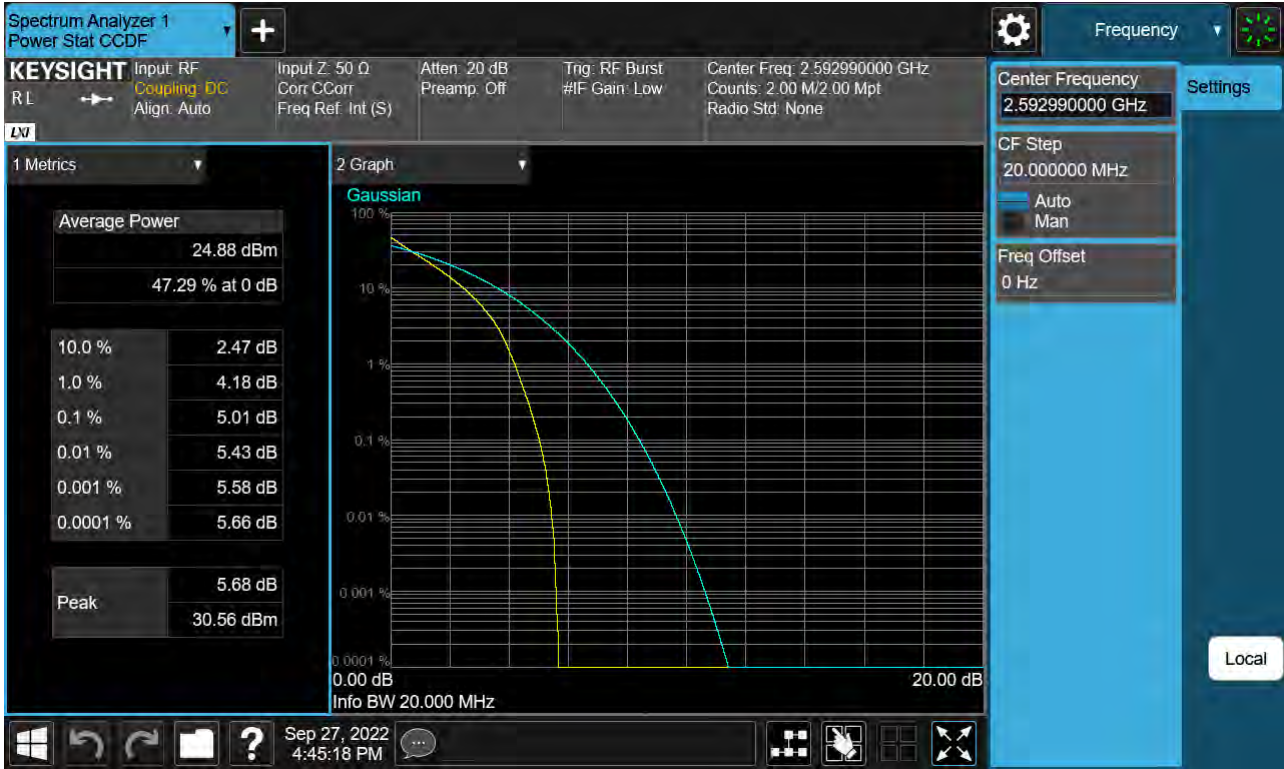 Spectrum Analyzer 1
Power Stat CCDF
+
Frequency
KEYSIGHT
RL
LXI
Input: RF
Coupling: DC
Align: Auto
Input Z: 50 Ω
Corr CCorr
Freq Ref: Int (S)
Atten: 20 dB
Preamp: Off
Trig: RF Burst
#IF Gain: Low
Center Freq: 2.592990000 GHz
Counts: 2.00 M/2.00 Mpt
Radio Std: None
Center Frequency
2.592990000 GHz
Settings
CF Step
20.000000 MHz
Auto
Man
Freq Offset
0 Hz
Local
1 Metrics
Average Power
24.88 dBm
47.29 % at 0 dB
10.0 % 2.47 dB
1.0 % 4.18 dB
0.1 % 5.01 dB
0.01 % 5.43 dB
0.001 % 5.58 dB
0.0001 % 5.66 dB
Peak
5.68 dB
30.56 dBm
2 Graph
Gaussian
100 %
10 %
1 %
0.1 %
0.01 %
0.001 %
0.0001 %
0.00 dB 20.00 dB
Info BW 20.000 MHz
?
Sep 27, 2022
4:45:18 PM